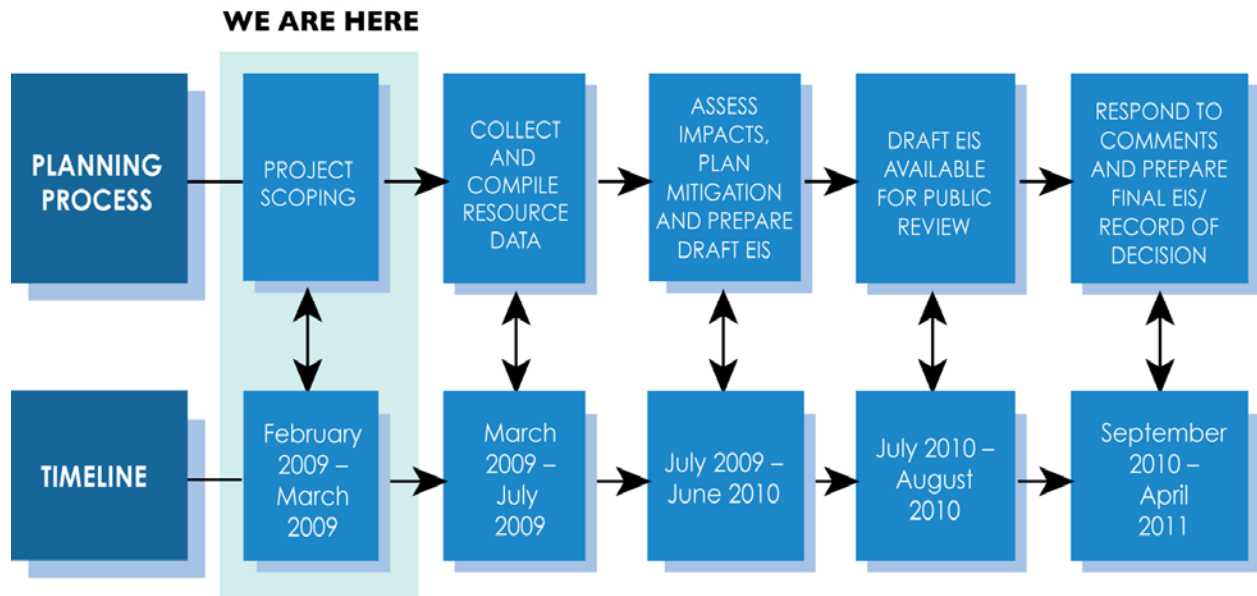 WE ARE HERE
PLANNING
PROCESS
PROJECT
SCOPING
COLLECT
AND
COMPILE
RESOURCE
DATA
ASSESS
IMPACTS,
PLAN
MITIGATION
AND PREPARE
DRAFT EIS
DRAFT EIS
AVAILABLE
FOR PUBLIC
REVIEW
RESPOND TO
COMMENTS
AND PREPARE
FINAL EIS/
RECORD OF
DECISION
TIMELINE
February
2009 –
March
2009
March
2009 –
July
2009
July 2009 –
June 2010
July 2010 –
August
2010
September
2010 –
April
2011